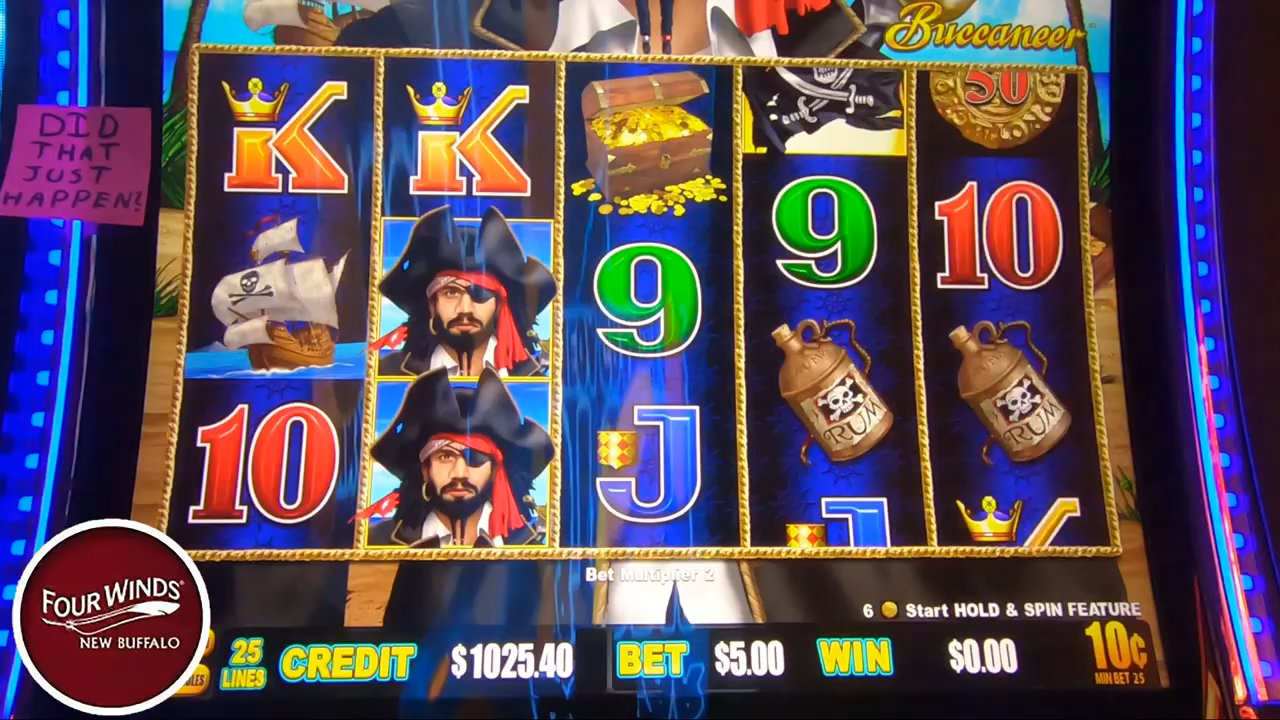 Buccaneer
DID
THAT
JUST
HAPPEN?
K K 50
9 10
9
RUM RUM
10 J
J
Bet Multiplier 2
6 Start HOLD & SPIN FEATURE
25
LINES
CREDIT $1025.40 BET $5.00 WIN $0.00
10¢
MIN BET 25
FOUR WINDS
NEW BUFFALO